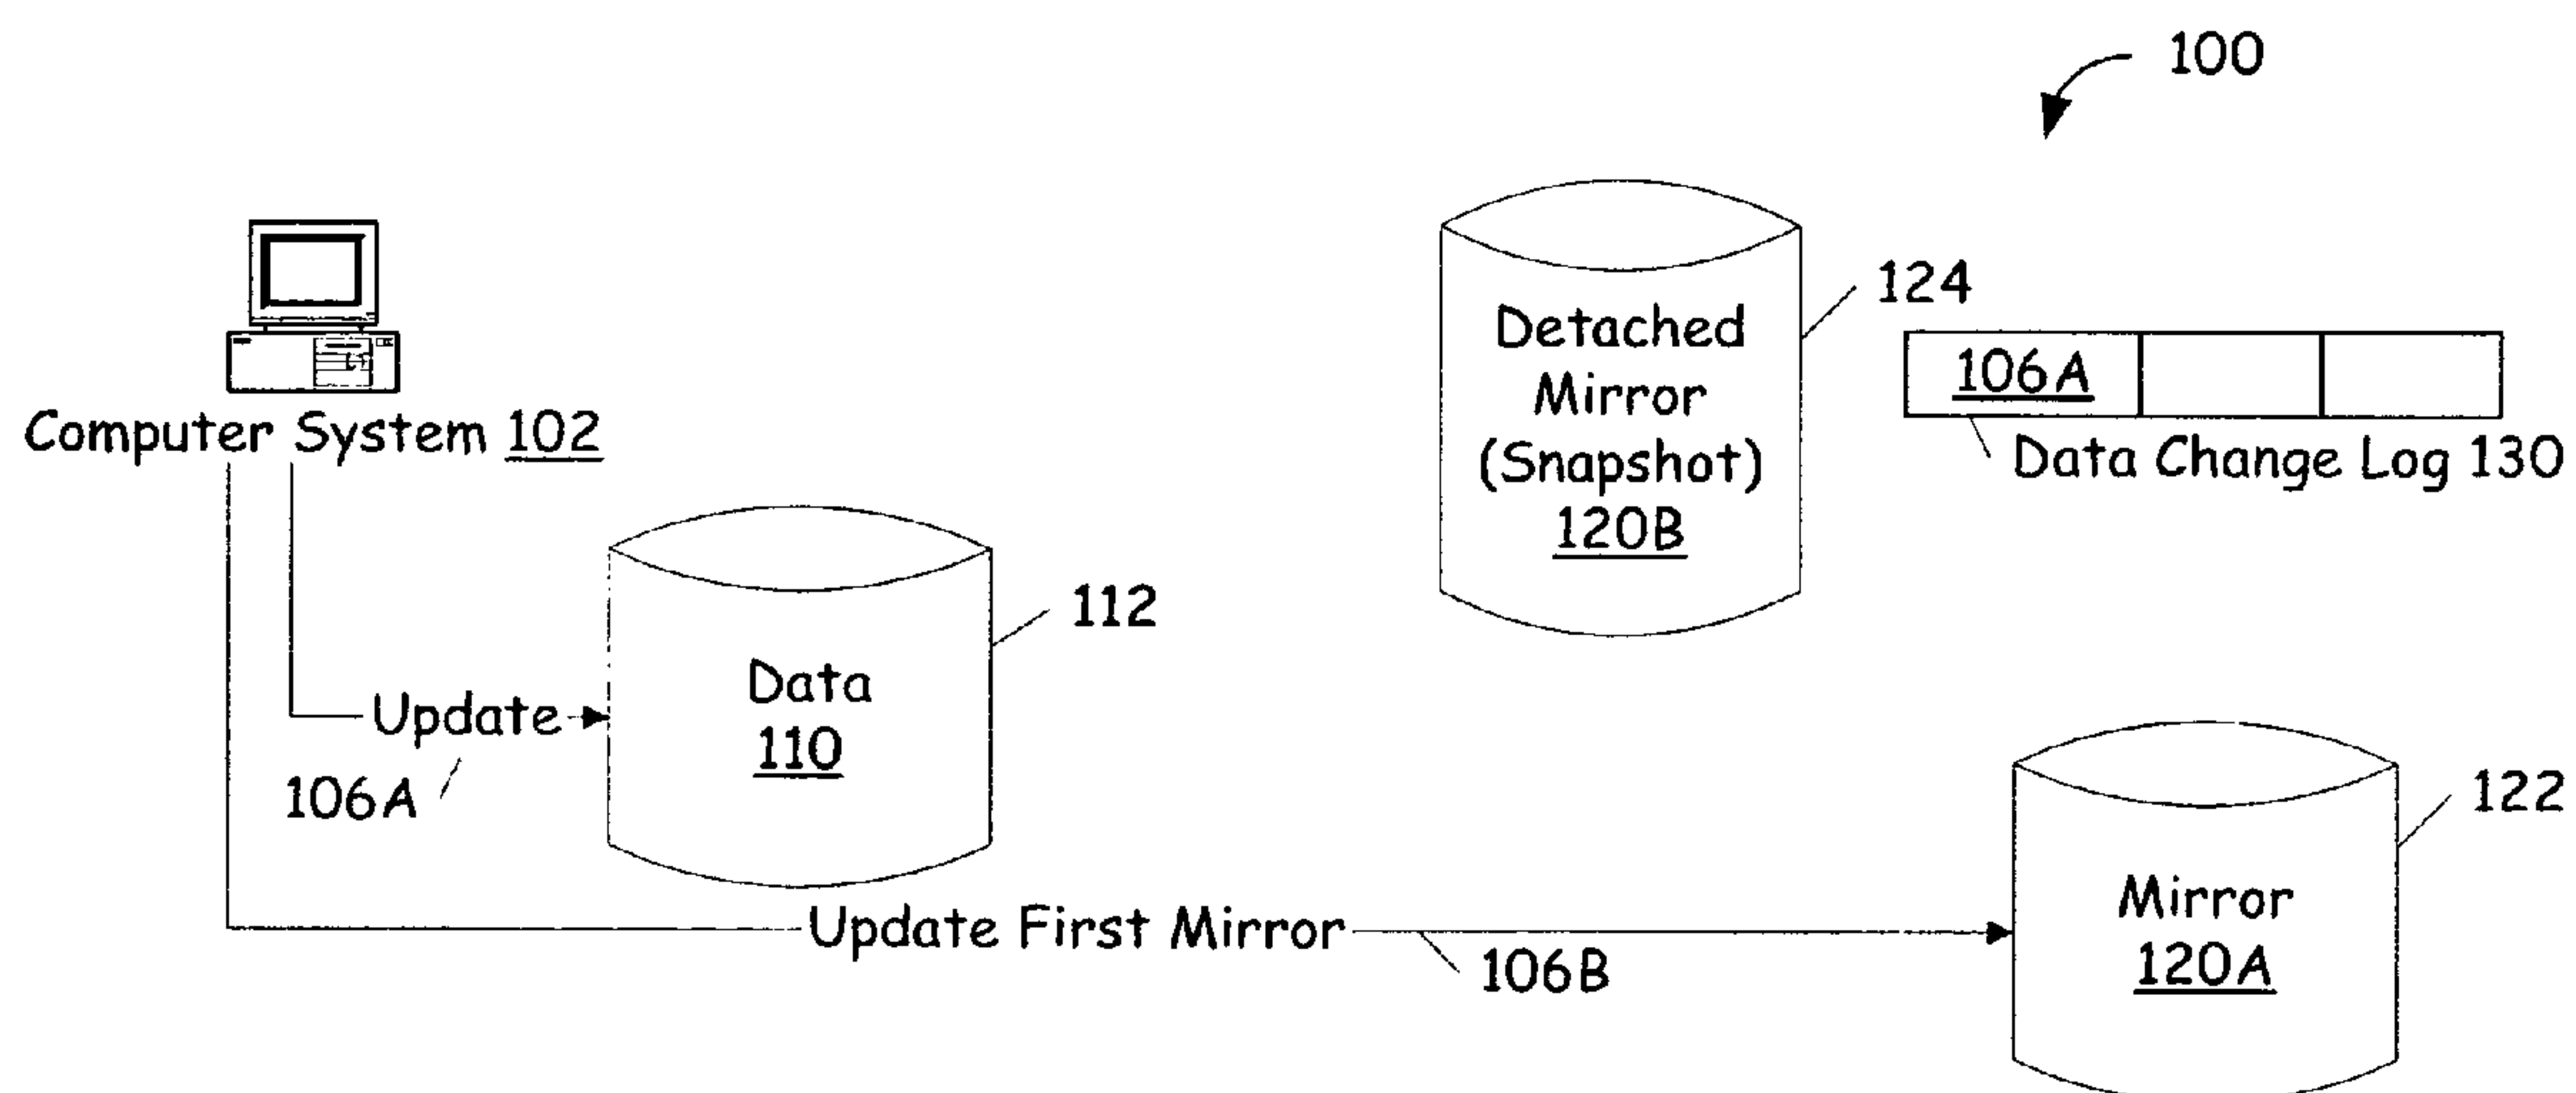 100
124
Detached
Mirror
(Snapshot)
120B
106A
Data Change Log 130
Computer System 102
112
Data
110
Update
106A
122
Mirror
120A
Update First Mirror
106B